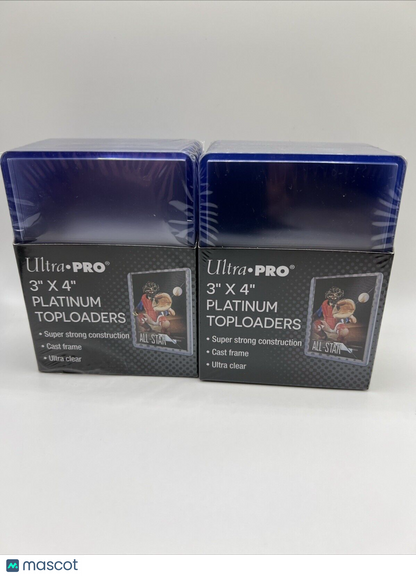 Ultra•PRO®
3" X 4"
PLATINUM
TOPLOADERS
• Super strong construction
• Cast frame
• Ultra clear
ALL-STAR
Ultra•PRO®
3" X 4"
PLATINUM
TOPLOADERS
• Super strong construction
• Cast frame
• Ultra clear
ALL-STAR
mascot